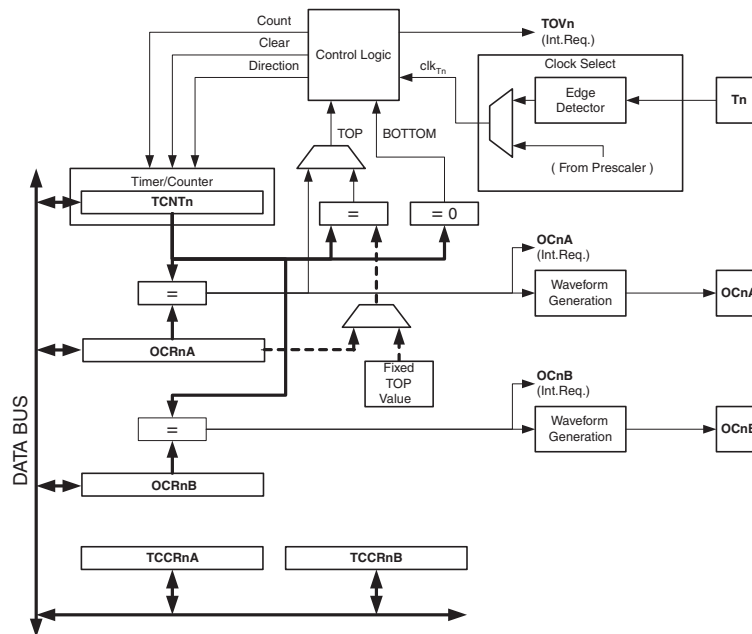 Count
Clear
Direction
Control Logic
clkTn
TOVn
(Int.Req.)
Clock Select
Edge
Detector
Tn
( From Prescaler )
TOP
BOTTOM
Timer/Counter
TCNTn
=
= 0
OCnA
(Int.Req.)
=
Waveform
Generation
OCnA
OCRnA
Fixed
TOP
Value
OCnB
(Int.Req.)
=
Waveform
Generation
OCnB
OCRnB
DATA BUS
TCCRnA
TCCRnB